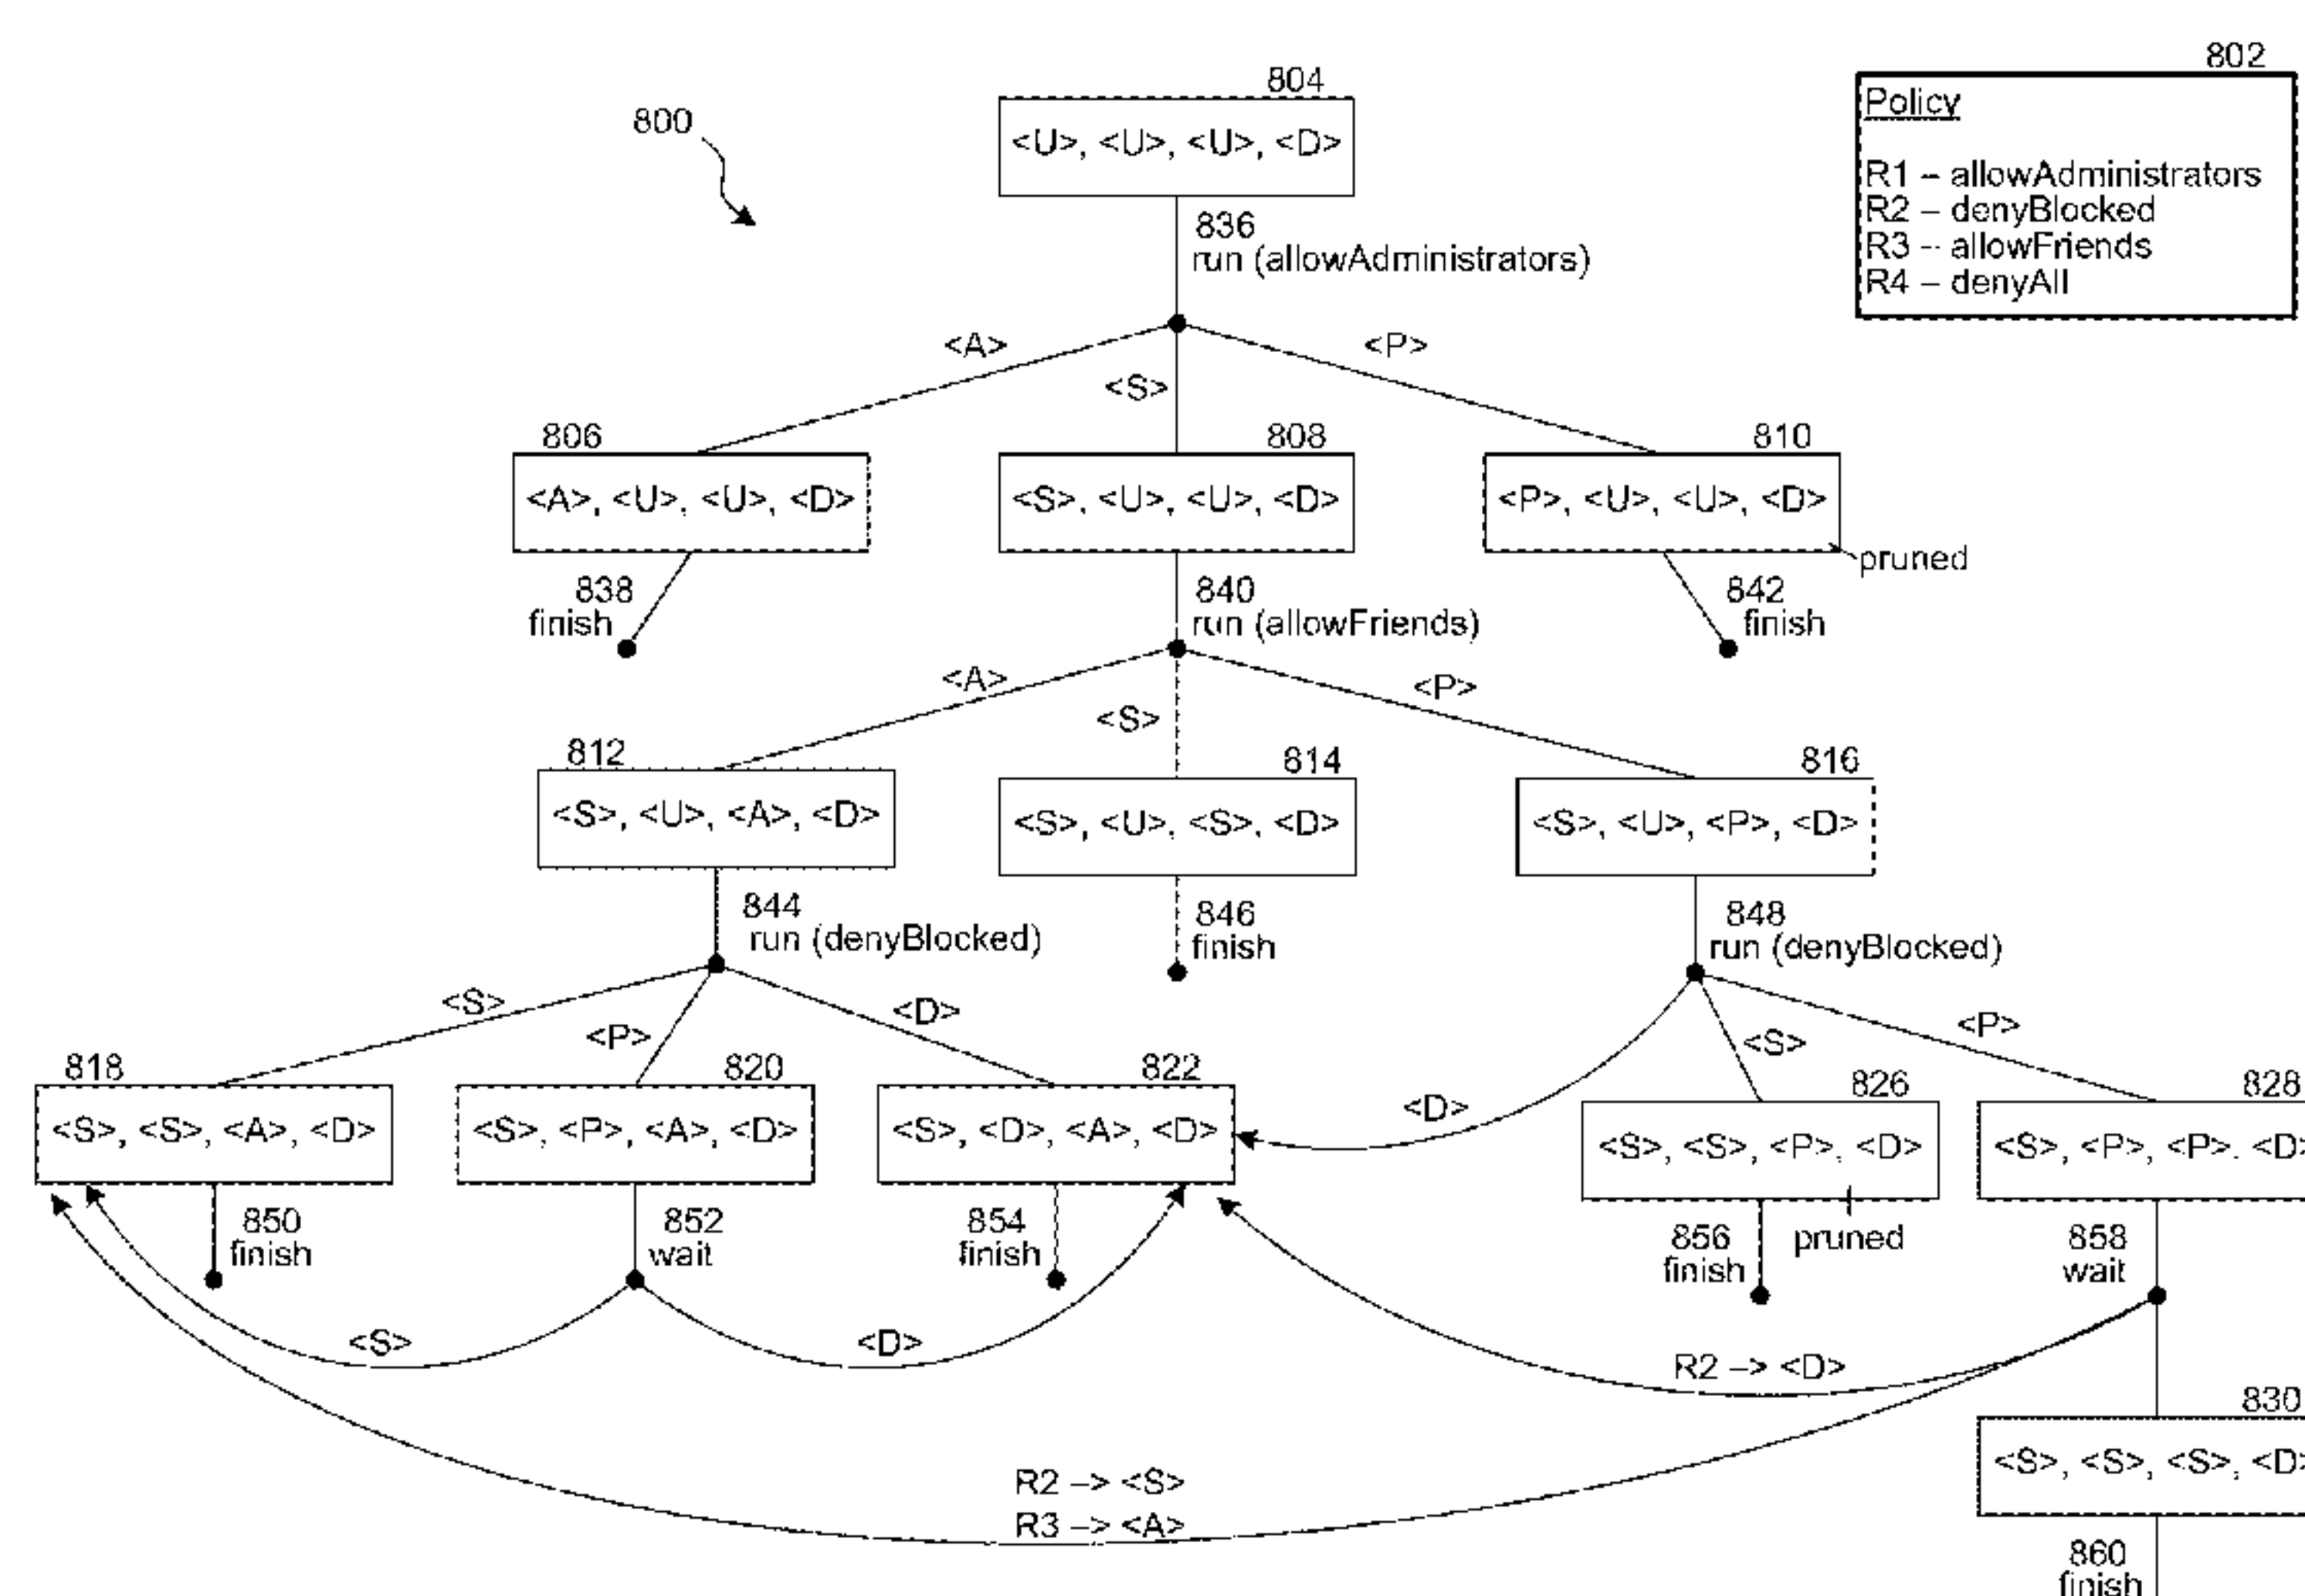 802
804
800
<U>, <U>, <U>, <D>
Policy
R1 – allowAdministrators
R2 – denyBlocked
R3 – allowFriends
R4 – denyAll
836
run (allowAdministrators)
<A>
<S>
<P>
806
808
810
<A>, <U>, <U>, <D>
<S>, <U>, <U>, <D>
<P>, <U>, <U>, <D>
pruned
838
finish
840
run (allowFriends)
842
finish
<A>
<S>
<P>
812
814
816
<S>, <U>, <A>, <D>
<S>, <U>, <S>, <D>
<S>, <U>, <P>, <D>
844
run (denyBlocked)
846
finish
848
run (denyBlocked)
<S>
<P>
<D>
<D>
<S>
<P>
818
820
822
826
828
<S>, <S>, <A>, <D>
<S>, <P>, <A>, <D>
<S>, <D>, <A>, <D>
<S>, <S>, <P>, <D>
<S>, <P>, <P>, <D>
850
finish
852
wait
854
finish
856
finish
pruned
858
wait
<S>
<D>
R2 –> <D>
830
<S>, <S>, <S>, <D>
R2 –> <S>
R3 –> <A>
860
finish